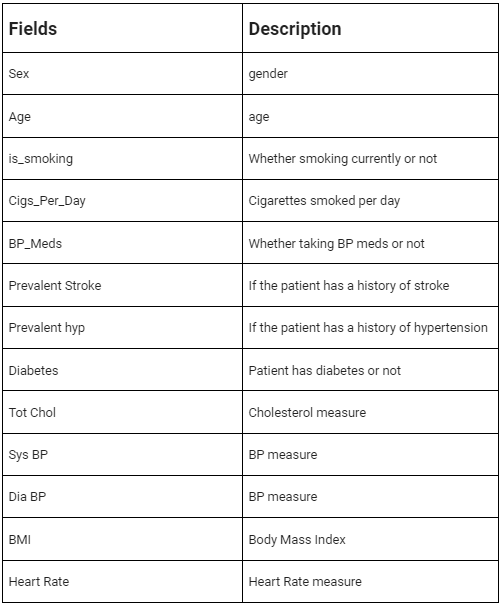 Fields Description
Sex gender
Age age
is_smoking Whether smoking currently or not
Cigs_Per_Day Cigarettes smoked per day
BP_Meds Whether taking BP meds or not
Prevalent Stroke If the patient has a history of stroke
Prevalent hyp If the patient has a history of hypertension
Diabetes Patient has diabetes or not
Tot Chol Cholesterol measure
Sys BP BP measure
Dia BP BP measure
BMI Body Mass Index
Heart Rate Heart Rate measure